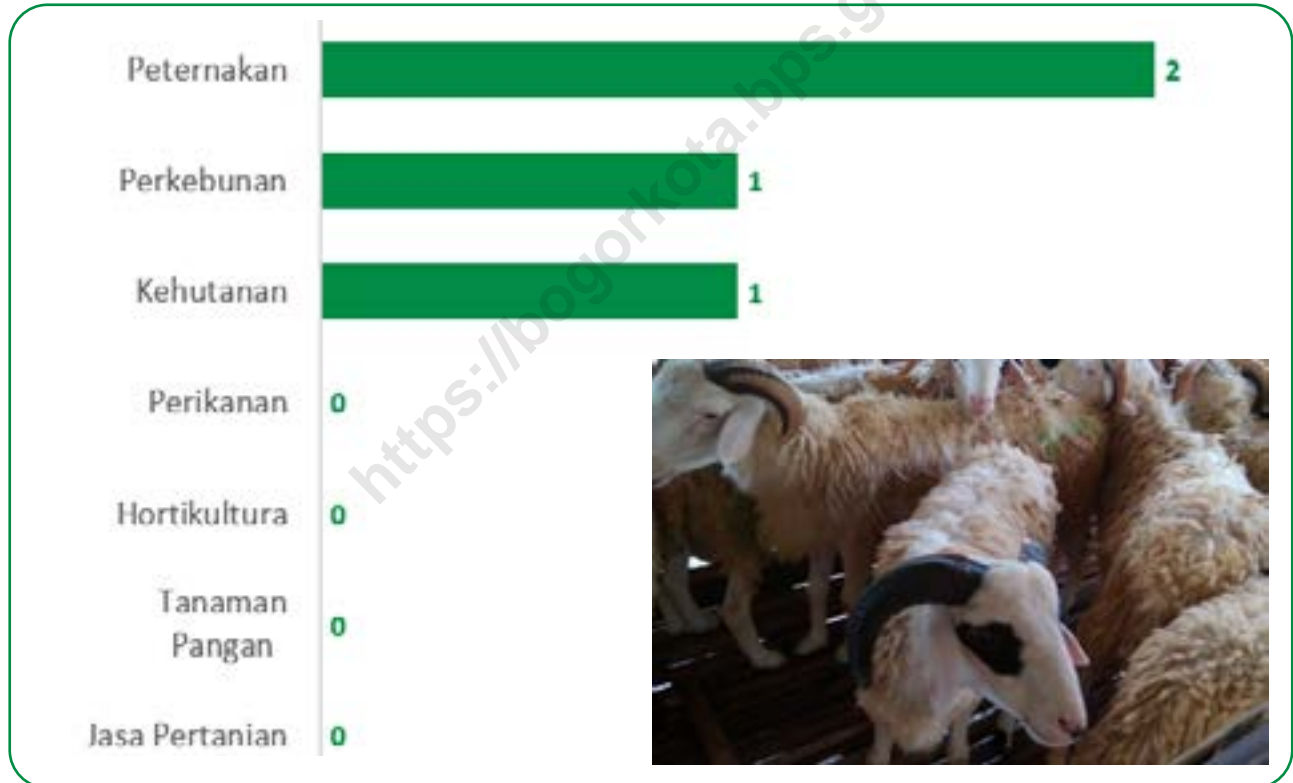 Peternakan 2
Perkebunan 1
Kehutanan 1
Perikanan 0
Hortikultura 0
Tanaman
Pangan 0
Jasa Pertanian 0
https://bogorkota.bps.g